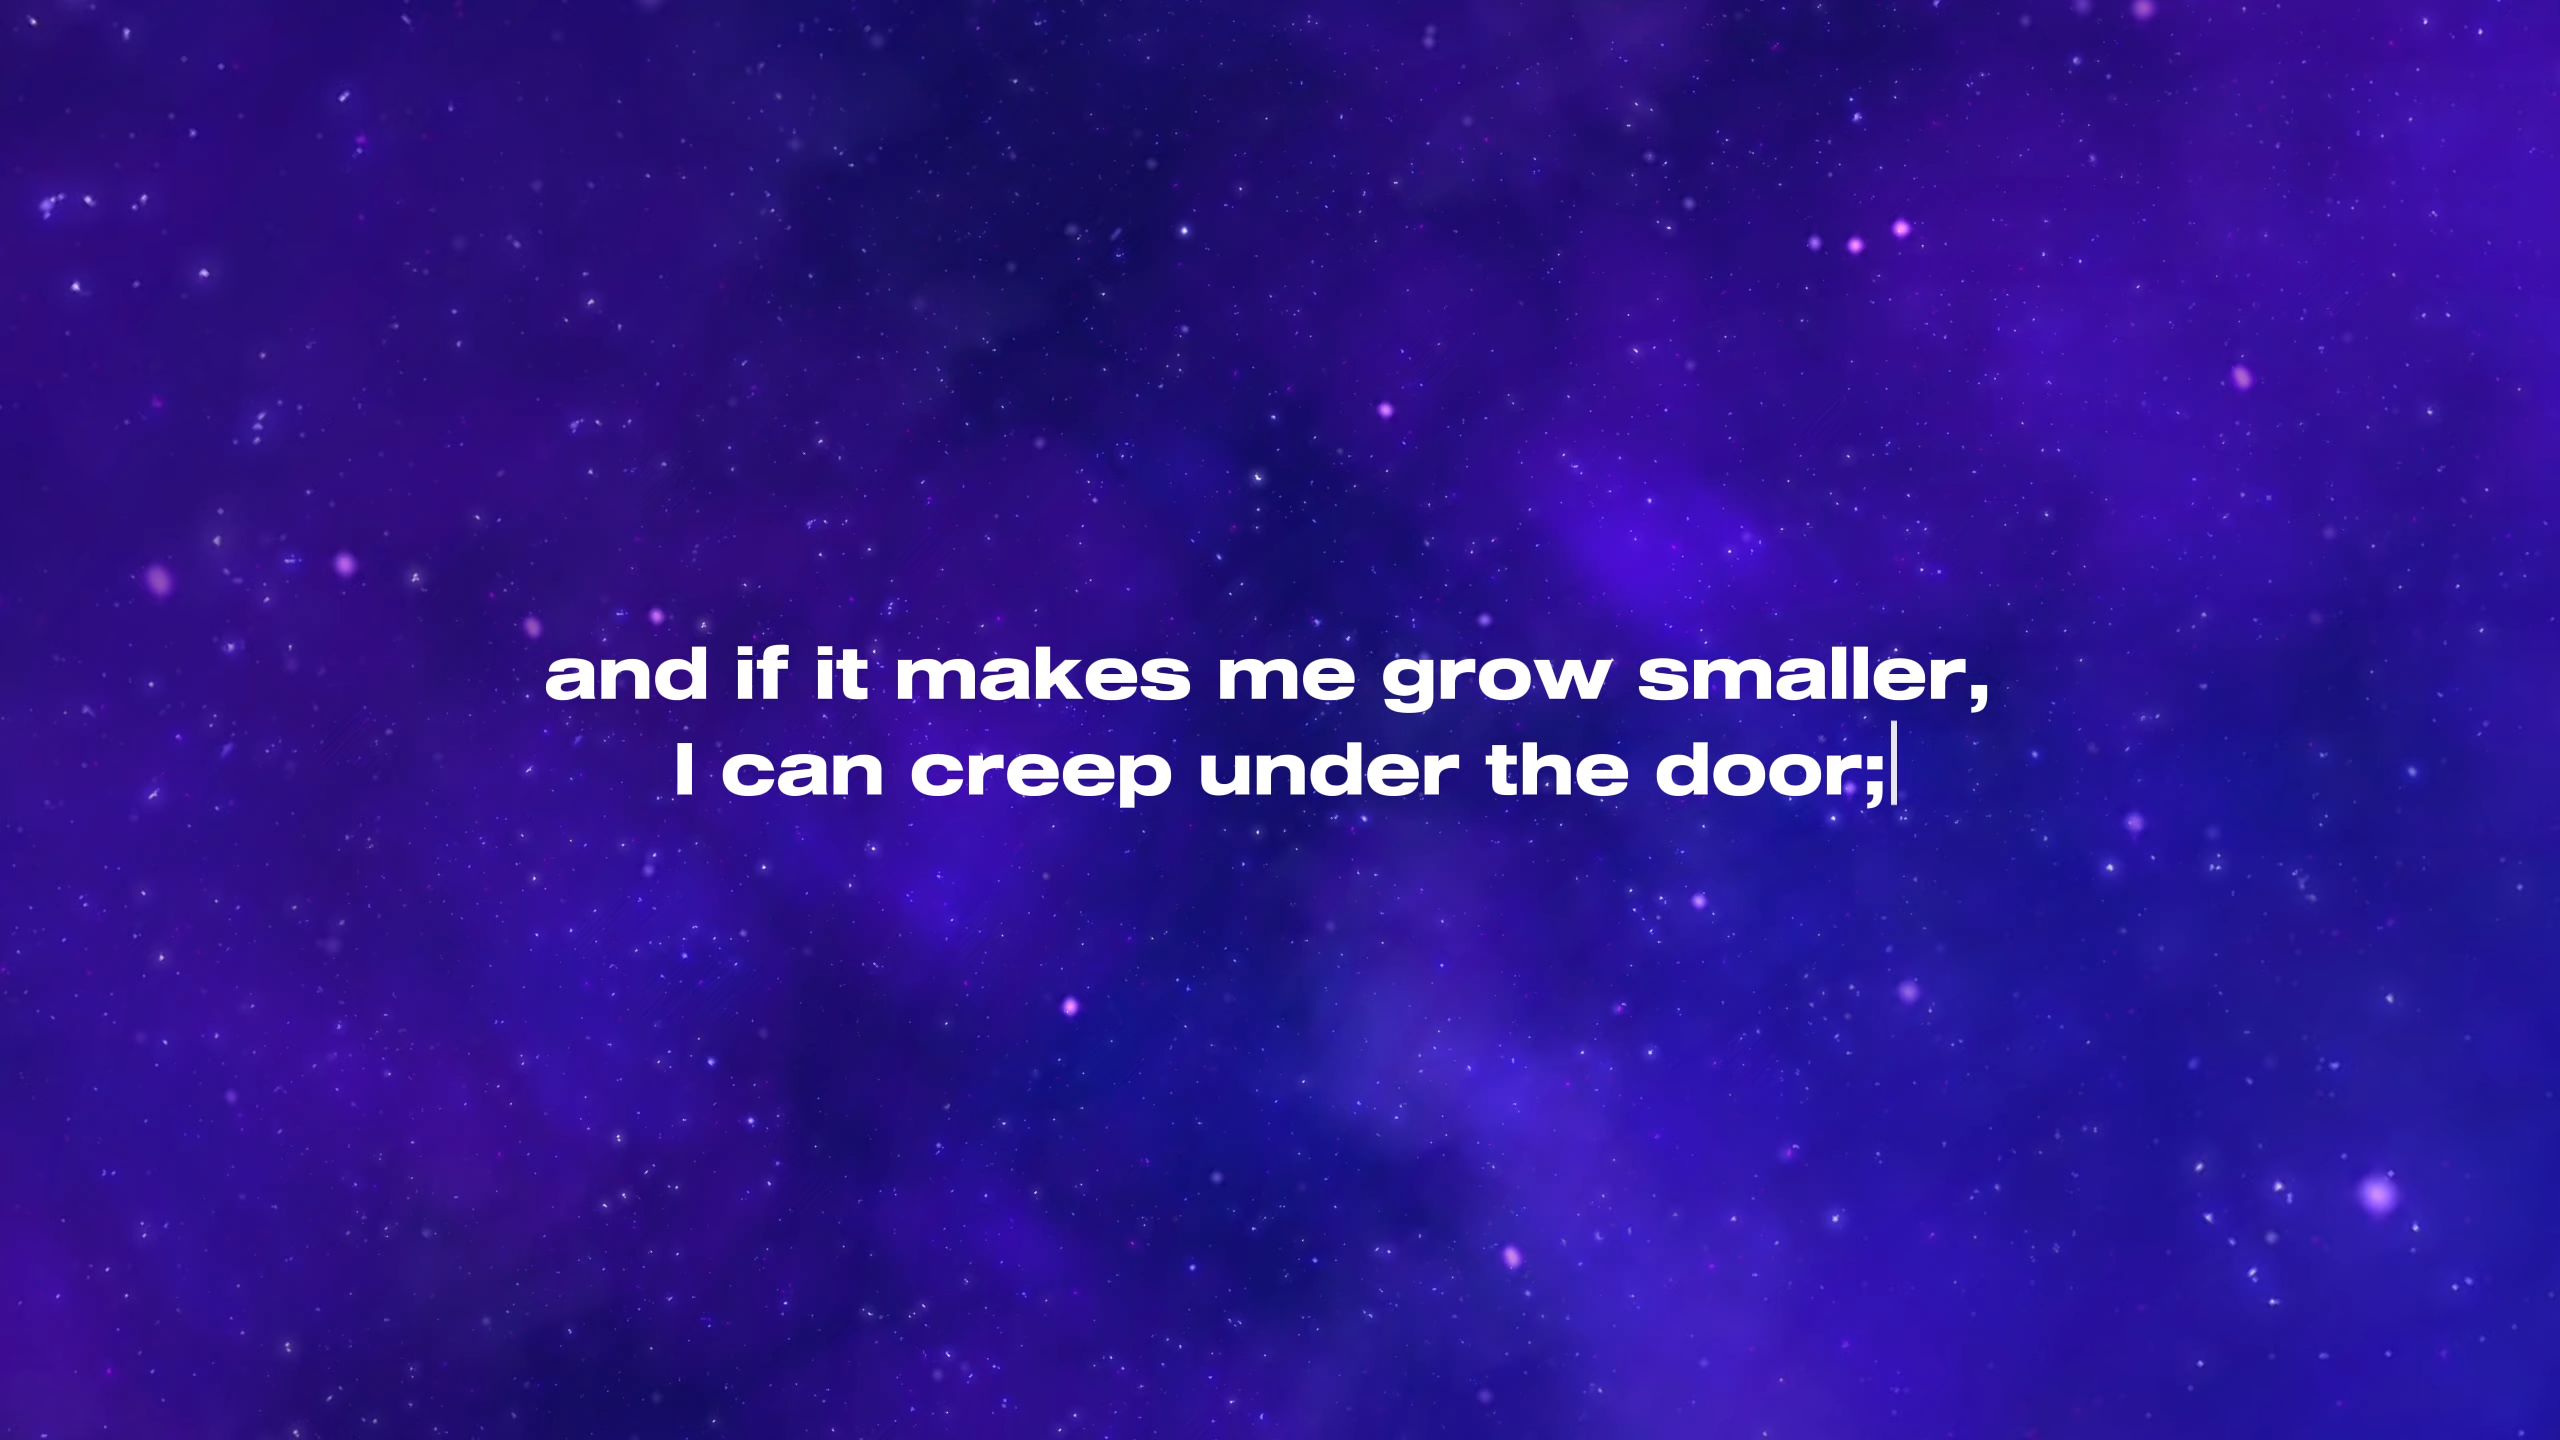 and if it makes me grow smaller,
I can creep under the door;